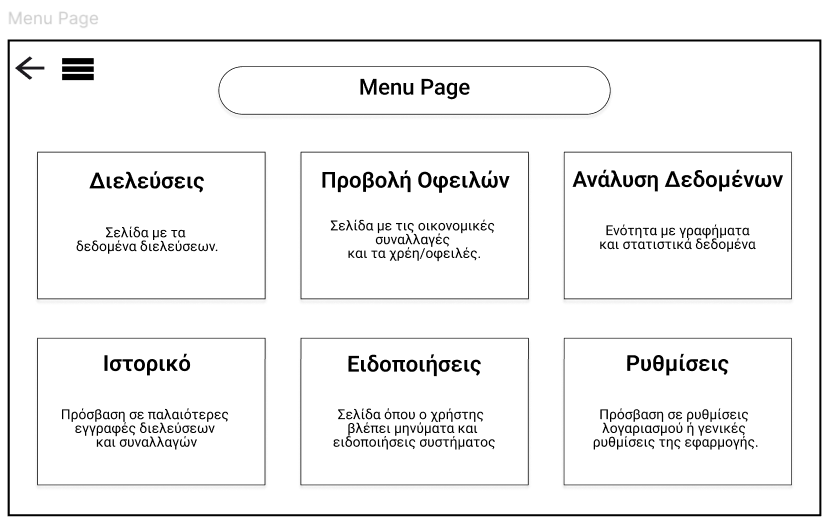 Menu Page
Menu Page
Διελεύσεις
Σελίδα με τα
δεδομένα διελεύσεων.
Προβολή Οφειλών
Σελίδα με τις οικονομικές
συναλλαγές
και τα χρέη/οφειλές.
Ανάλυση Δεδομένων
Ενότητα με γραφήματα
και στατιστικά δεδομένα
Ιστορικό
Πρόσβαση σε παλαιότερες
εγγραφές διελεύσεων
και συναλλαγών
Ειδοποιήσεις
Σελίδα όπου ο χρήστης
βλέπει μηνύματα και
ειδοποιήσεις συστήματος
Ρυθμίσεις
Πρόσβαση σε ρυθμίσεις
λογαριασμού ή γενικές
ρυθμίσεις της εφαρμογής.